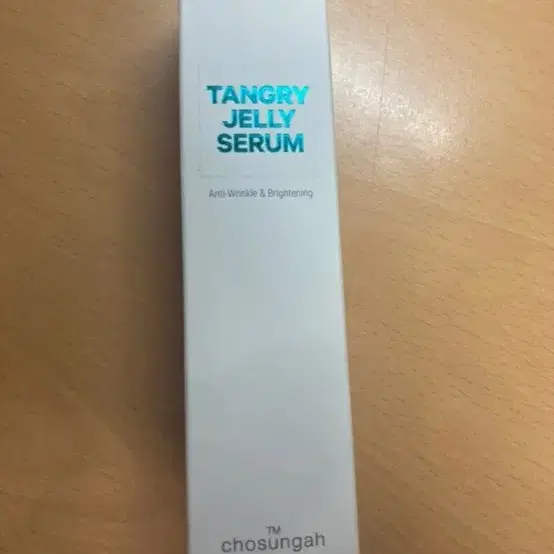 TANGRY
JELLY
SERUM
Anti-Wrinkle & Brightening
TM
chosungah